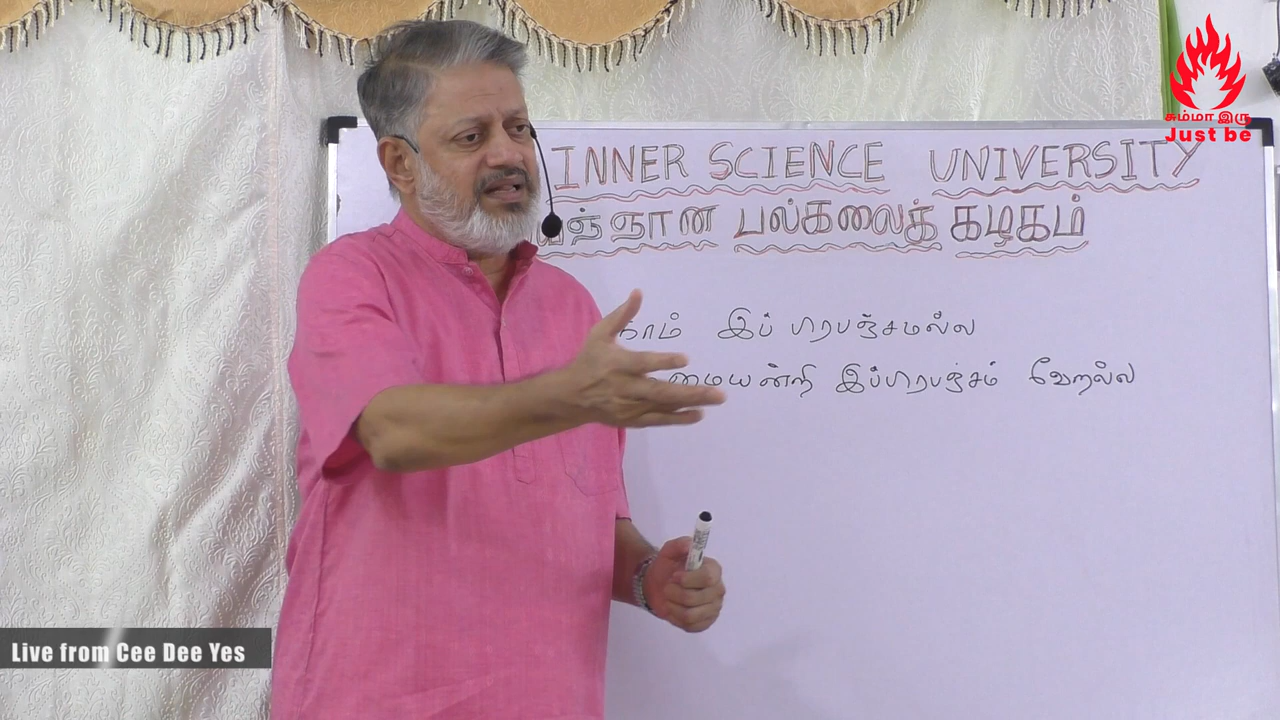 சும்மா இரு
Just be
INNER SCIENCE UNIVERSITY
பல்கலைக் கழகம்
இப் பிரபஞ்சமல்ல
இப்பிரபஞ்சம் வேறல்ல
Live from Cee Dee Yes